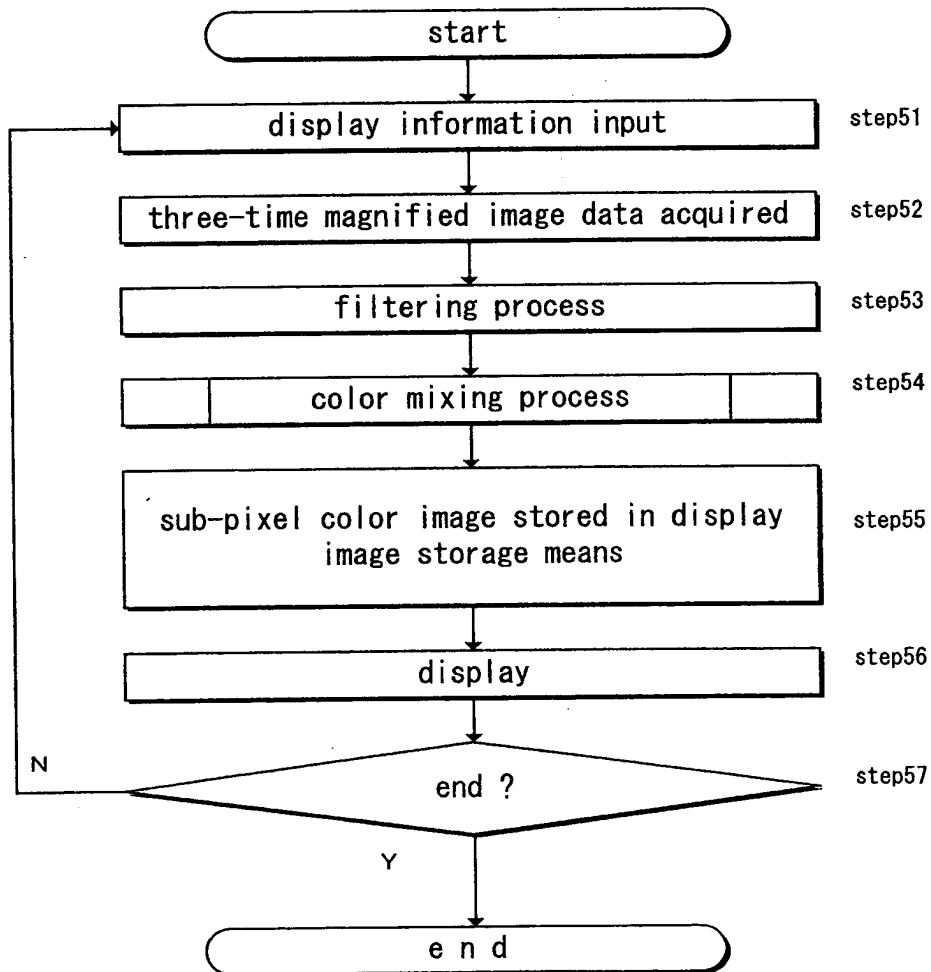 start
display information input
step51
three-time magnified image data acquired
step52
filtering process
step53
color mixing process
step54
sub-pixel color image stored in display
image storage means
step55
display
step56
end ?
step57
N
Y
e n d